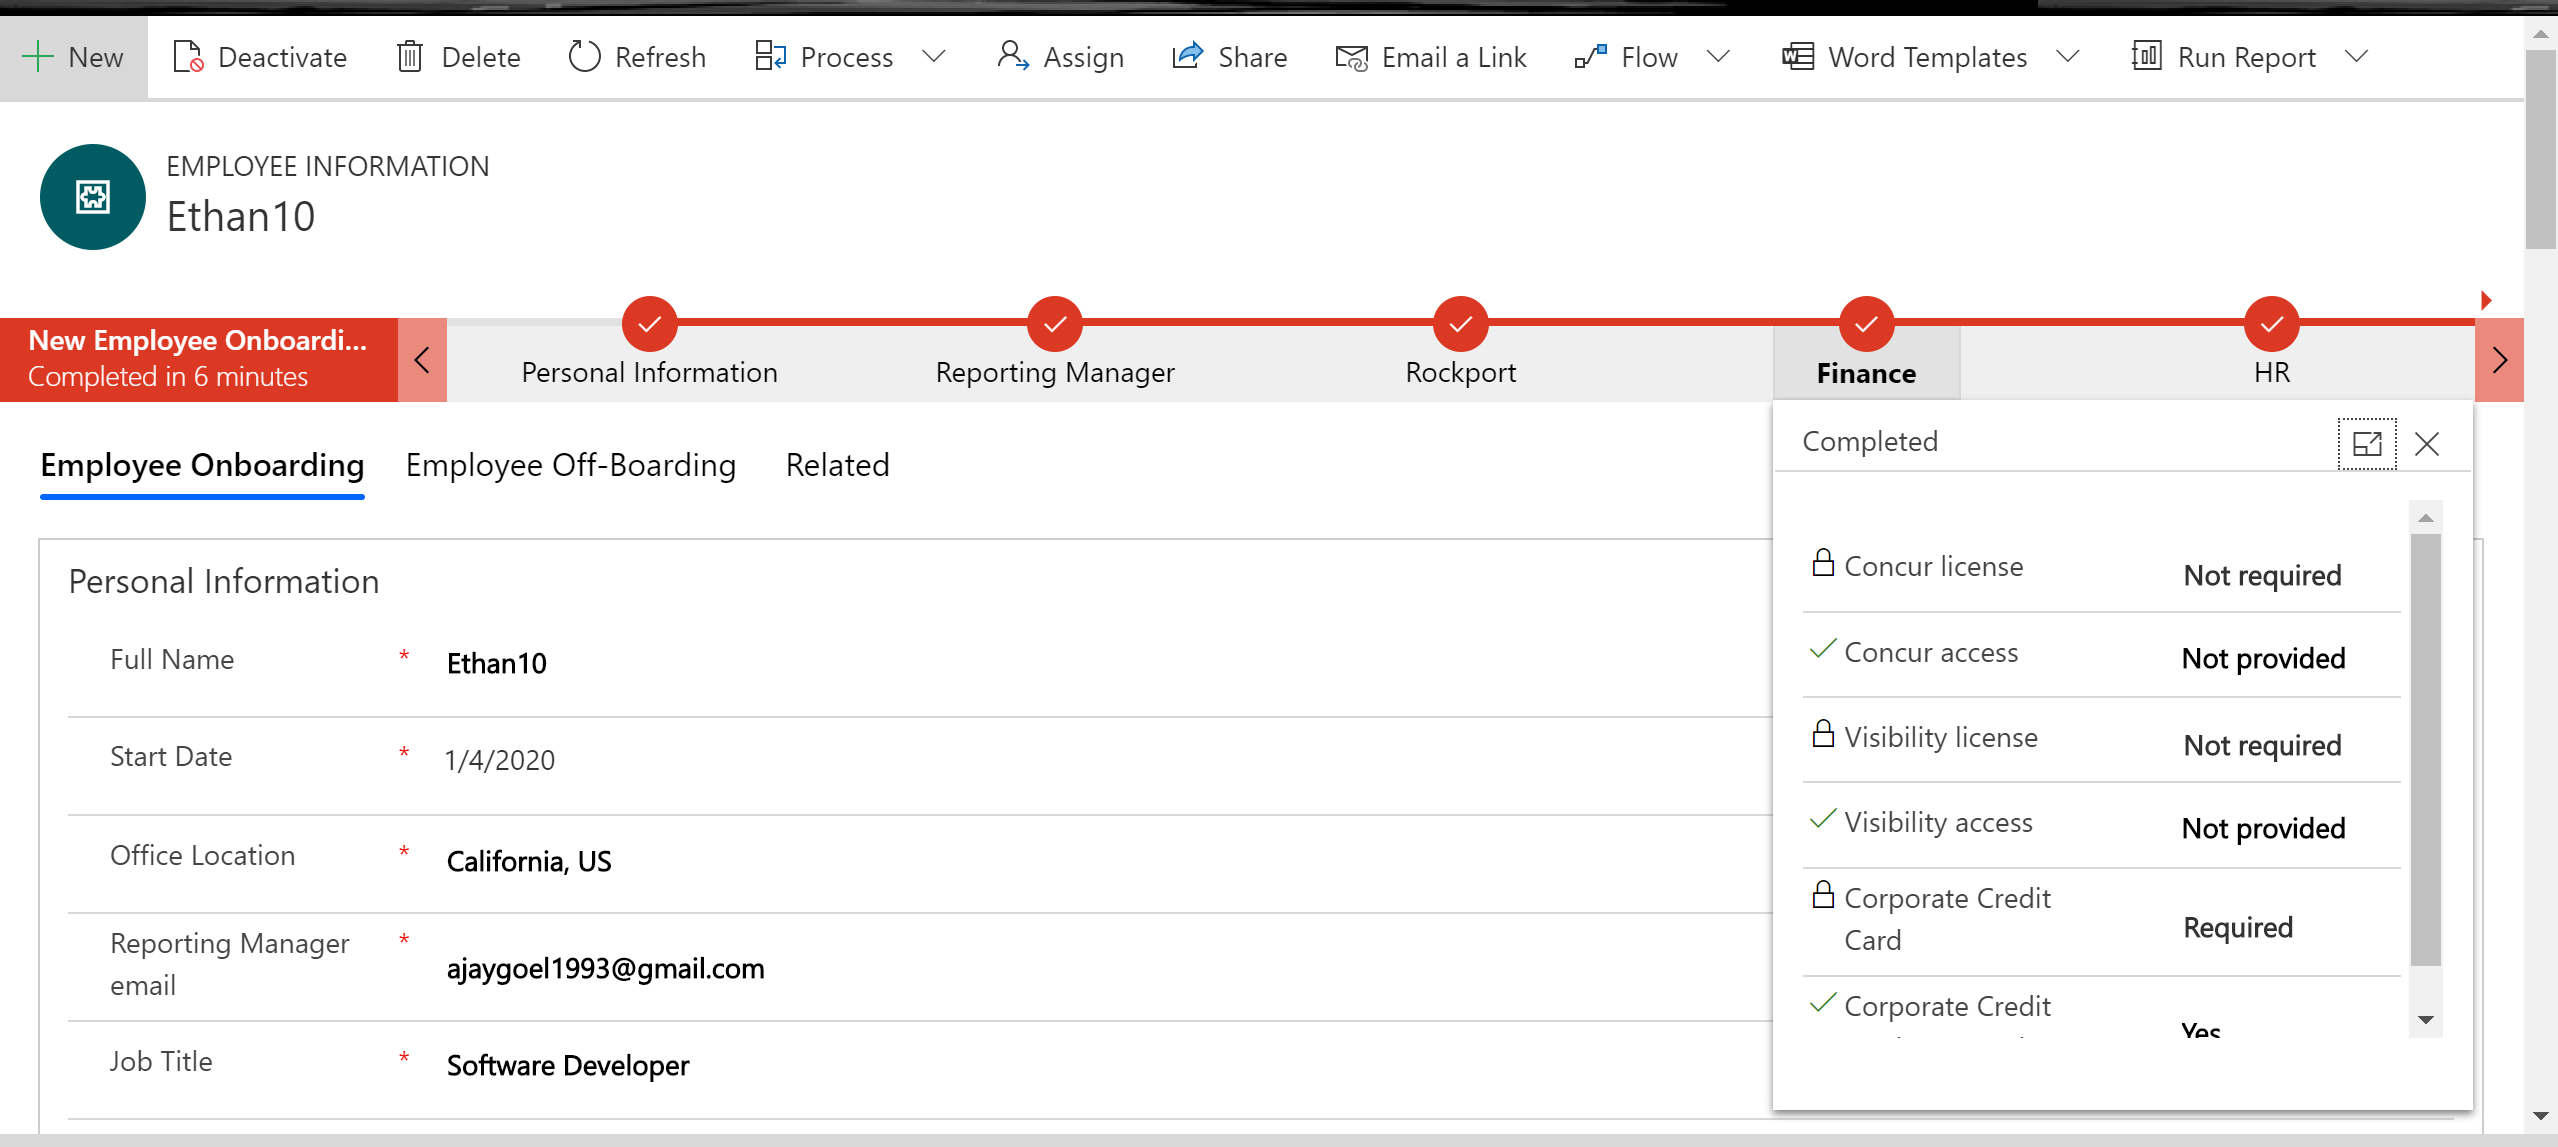 New Deactivate Delete Refresh Process Assign Share Email a Link Flow Word Templates Run Report
EMPLOYEE INFORMATION
Ethan10
New Employee Onboardi...
Completed in 6 minutes
Personal Information Reporting Manager Rockport Finance HR
Employee Onboarding Employee Off-Boarding Related
Personal Information
Full Name * Ethan10
Start Date * 1/4/2020
Office Location * California, US
Reporting Manager
email
* ajaygoel1993@gmail.com
Job Title * Software Developer
Completed
Concur license Not required
Concur access Not provided
Visibility license Not required
Visibility access Not provided
Corporate Credit
Card
Required
Corporate Credit
Yes